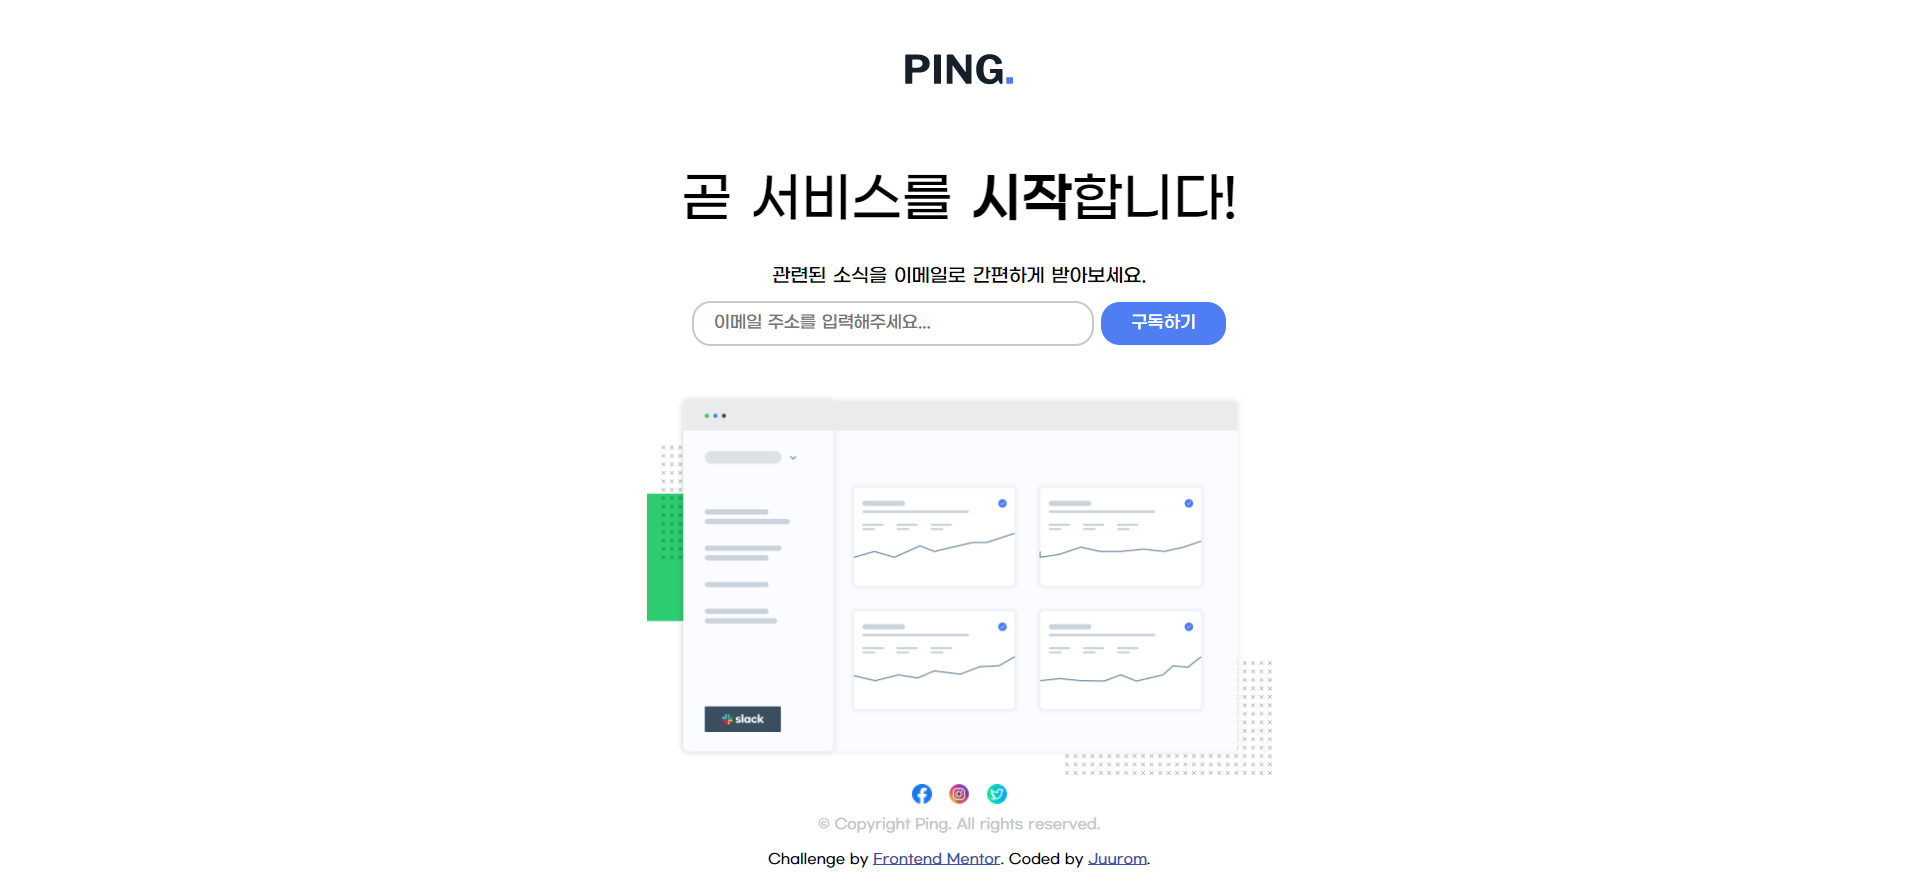 PING.
곧 서비스를 시작합니다!
관련된 소식을 이메일로 간편하게 받아보세요.
이메일 주소를 입력해주세요...
구독하기
slack
© Copyright Ping. All rights reserved.
Challenge by Frontend Mentor. Coded by Juurom.